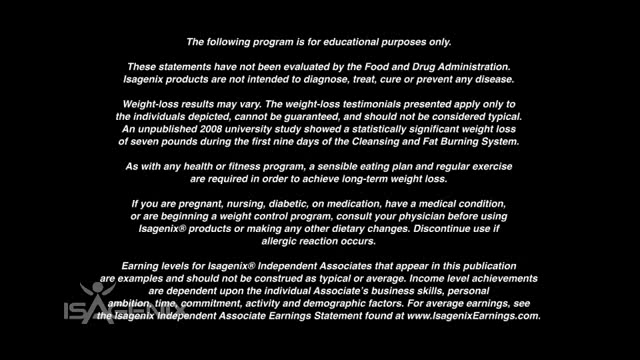 The following program is for educational purposes only.
These statements have not been evaluated by the Food and Drug Administration.
Isagenix products are not intended to diagnose, treat, cure or prevent any disease.
Weight-loss results may vary. The weight-loss testimonials presented apply only to
the individuals depicted, cannot be guaranteed, and should not be considered typical.
An unpublished 2008 university study showed a statistically significant weight loss
of seven pounds during the first nine days of the Cleansing and Fat Burning System.
As with any health or fitness program, a sensible eating plan and regular exercise
are required in order to achieve long-term weight loss.
If you are pregnant, nursing, diabetic, on medication, have a medical condition,
or are beginning a weight control program, consult your physician before using
Isagenix® products or making any other dietary changes. Discontinue use if
allergic reaction occurs.
Earning levels for Isagenix® Independent Associates that appear in this publication
are examples and should not be construed as typical or average. Income level achievements
are dependent upon the individual Associate's business skills, personal
ambition, time, commitment, activity and demographic factors. For average earnings, see
the Isagenix Independent Associate Earnings Statement found at www.IsagenixEarnings.com.
ISAGENIX